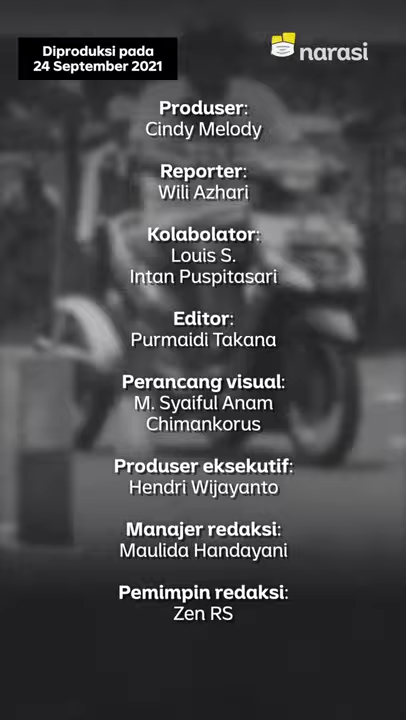 Diproduksi pada
24 September 2021
narasi
Produser:
Cindy Melody
Reporter:
Wili Azhari
Kolabolator:
Louis S.
Intan Puspitasari
Editor:
Purmaidi Takana
Perancang visual:
M. Syaiful Anam
Chimankorus
Produser eksekutif:
Hendri Wijayanto
Manajer redaksi:
Maulida Handayani
Pemimpin redaksi:
Zen RS